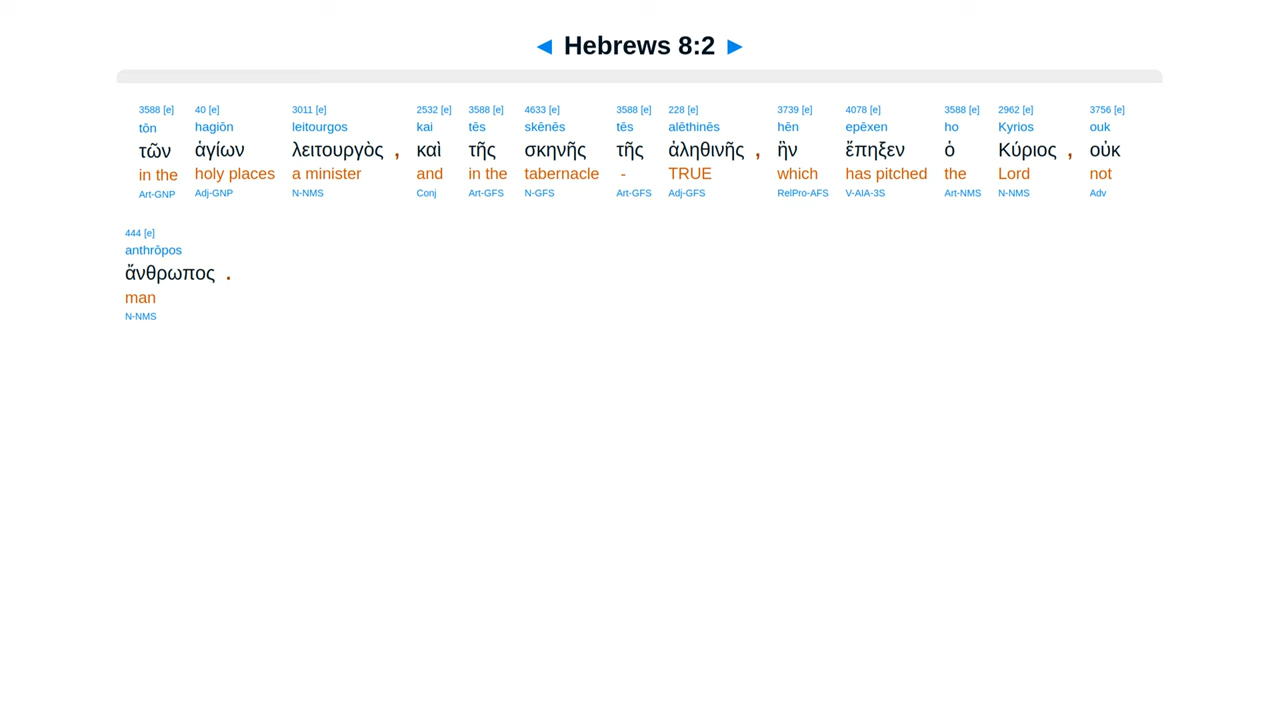 ◄ Hebrews 8:2 ►
3588 [e] 40 [e] 3011 [e] 2532 [e] 3588 [e] 4633 [e] 3588 [e] 228 [e] 3739 [e] 4078 [e] 3588 [e] 2962 [e] 3756 [e]
tōn hagiōn leitourgos kai tēs skēnēs tēs alēthinēs hēn epēxen ho Kyrios ouk
τῶν ἁγίων λειτουργὸς , καὶ τῆς σκηνῆς τῆς ἀληθινῆς , ἣν ἔπηξεν ὁ Κύριος , οὐκ
in the holy places a minister and in the tabernacle - TRUE which has pitched the Lord not
Art-GNP Adj-GNP N-NMS Conj Art-GFS N-GFS Art-GFS Adj-GFS RelPro-AFS V-AIA-3S Art-NMS N-NMS Adv
444 [e]
anthrōpos
ἄνθρωπος .
man
N-NMS